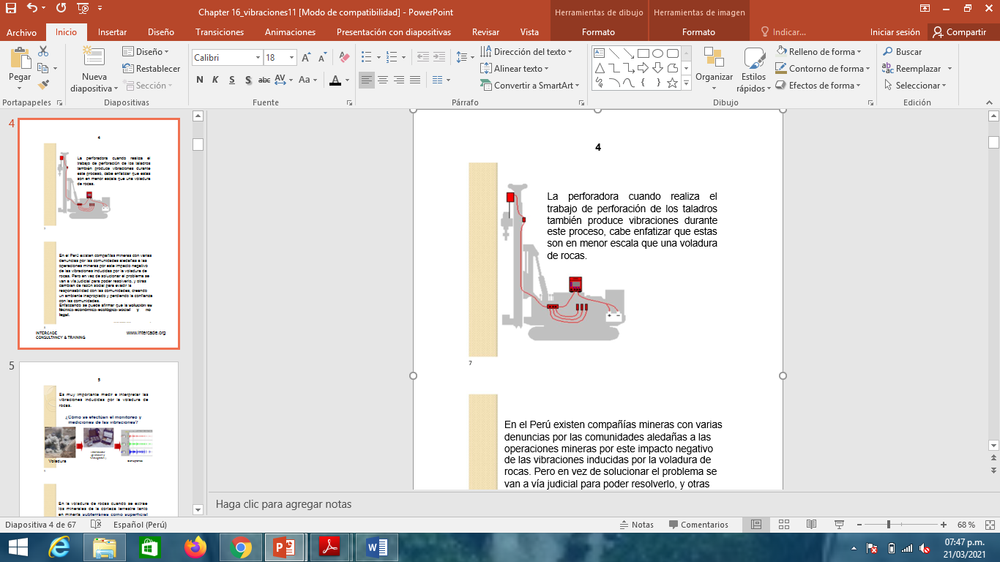 Chapter 16_vibraciones11 [Modo de compatibilidad] - PowerPoint
Herramientas de dibujo
Herramientas de imagen
Archivo
Inicio
Insertar
Diseño
Transiciones
Animaciones
Presentación con diapositivas
Revisar
Vista
Formato
Formato
Indicar...
Iniciar sesión
Compartir
Pegar
Nueva
diapositiva
Diseño
Restablecer
Sección
Calibri
18
N K S S abc AV Aa A
Dirección del texto
Alinear texto
Convertir a SmartArt
Organizar
Estilos
rápidos
Relleno de forma
Contorno de forma
Efectos de forma
Buscar
Reemplazar
Seleccionar
Portapapeles
Diapositivas
Fuente
Párrafo
Dibujo
Edición
4
4
La perforadora cuando realiza el
trabajo de perforación de los taladros
también produce vibraciones durante
este proceso, cabe enfatizar que estas
son en menor escala que una voladura
de rocas.
7
En el Perú existen compañías mineras con varias
denuncias por las comunidades aledañas a las
operaciones mineras por este impacto negativo
de las vibraciones inducidas por la voladura de
rocas. Pero en vez de solucionar el problema se
van a vía judicial para poder resolverlo, y otras
cambian de razón social para evadir la
responsabilidad con las comunidades; creando
un ambiente inapropiado y perdiendo la confianza
con las comunidades.
Enfatizando se puede afirmar que la solución es
técnica-económica-ecológica-social y no
legal.
INTERCADE
CONSULTANCY & TRAINING
www.intercade.org
5
5
Es muy importante medir e interpretar las
vibraciones inducidas por la voladura de
rocas.
¿Cómo se efectúan el monitoreo y
mediciones de las vibraciones?
Voladura
En la voladura de rocas cuando se extrae
los minerales de la corteza terrestre tanto
en minería subterránea como superficial
4
La perforadora cuando realiza el
trabajo de perforación de los taladros
también produce vibraciones durante
este proceso, cabe enfatizar que estas
son en menor escala que una voladura
de rocas.
7
En el Perú existen compañías mineras con varias
denuncias por las comunidades aledañas a las
operaciones mineras por este impacto negativo
de las vibraciones inducidas por la voladura de
rocas. Pero en vez de solucionar el problema se
van a vía judicial para poder resolverlo, y otras
Haga clic para agregar notas
Diapositiva 4 de 67
Español (Perú)
Notas
Comentarios
68 %
07:47 p.m.
21/03/2021